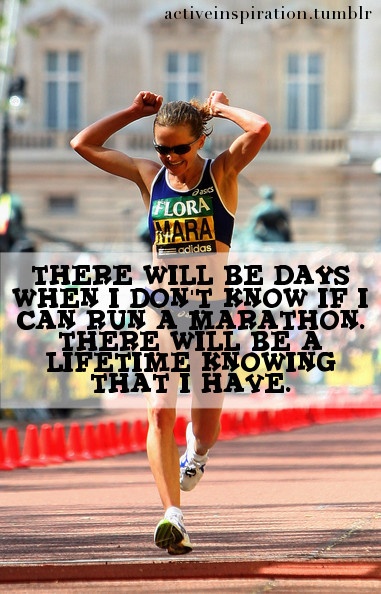 activeinspiration.tumblr
asics
FLORA
MARA
adidas
THERE WILL BE DAYS
WHEN I DON'T KNOW IF I
CAN RUN A MARATHON.
THERE WILL BE A
LIFETIME KNOWING
THAT I HAVE.